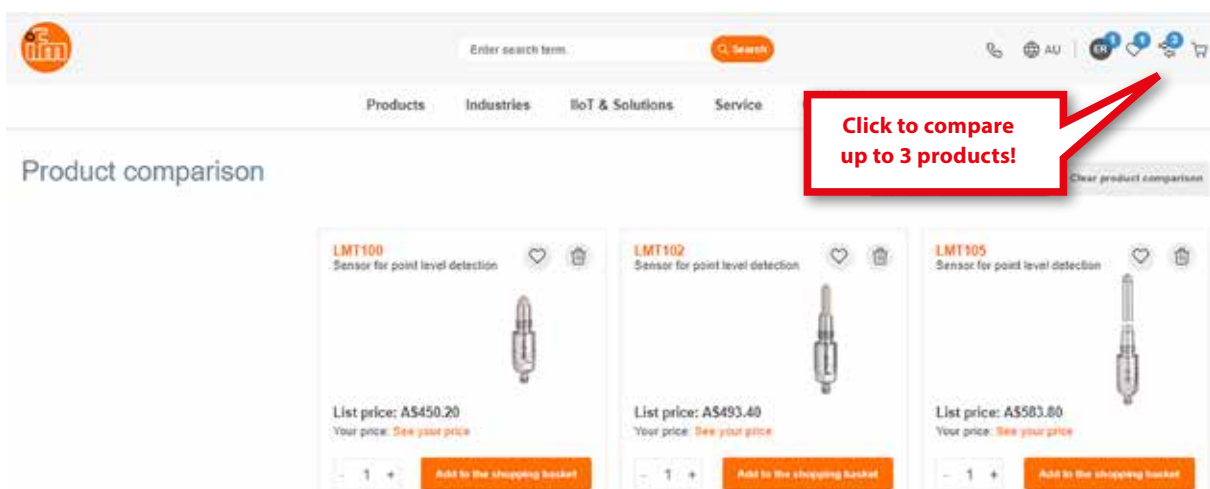 ifm
Enter search term.
Search
AU
ER
1
1
3
Products
Industries
IIoT & Solutions
Service
Click to compare
up to 3 products!
Product comparison
Clear product comparison
LMT100
Sensor for point level detection
List price: A$450.20
Your price: See your price
- 1 +
Add to the shopping basket
LMT102
Sensor for point level detection
List price: A$493.40
Your price: See your price
- 1 +
Add to the shopping basket
LMT105
Sensor for point level detection
List price: A$583.80
Your price: See your price
- 1 +
Add to the shopping basket